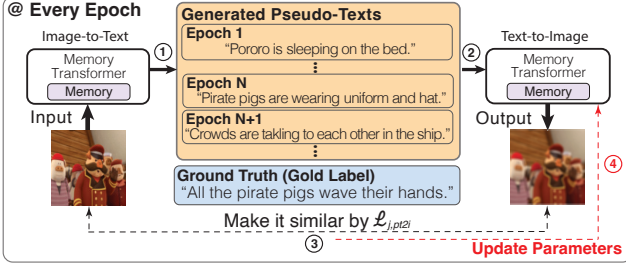 @ Every Epoch
Generated Pseudo-Texts
Image-to-Text
Text-to-Image
Epoch 1
“Pororo is sleeping on the bed.”
Memory
Transformer
Memory
①
②
Memory
Transformer
Memory
Epoch N
“Pirate pigs are wearing uniform and hat.”
Epoch N+1
“Crowds are takling to each other in the ship.”
Input
Output
④
Ground Truth (Gold Label)
“All the pirate pigs wave their hands.”
Make it similar by ℓj,pt2i
③
Update Parameters